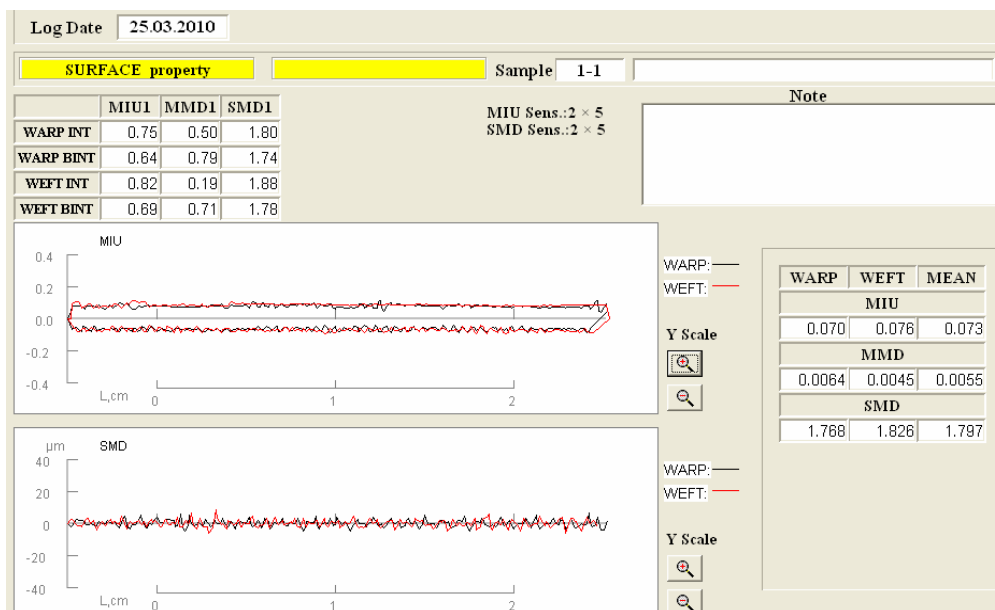 Log Date 25.03.2010
SURFACE property Sample 1-1
MIU1 MMD1 SMD1
WARP INT 0.75 0.50 1.80
WARP BINT 0.64 0.79 1.74
WEFT INT 0.82 0.19 1.88
WEFT BINT 0.69 0.71 1.78
MIU Sens.:2 × 5
SMD Sens.:2 × 5
Note
MIU
0.4
0.2
0.0
-0.2
-0.4
L,cm 0 1 2
WARP:
WEFT:
Y Scale
WARP WEFT MEAN
MIU
0.070 0.076 0.073
MMD
0.0064 0.0045 0.0055
SMD
1.768 1.826 1.797
µm SMD
40
20
0
-20
-40
L,cm 0 1 2
WARP:
WEFT:
Y Scale